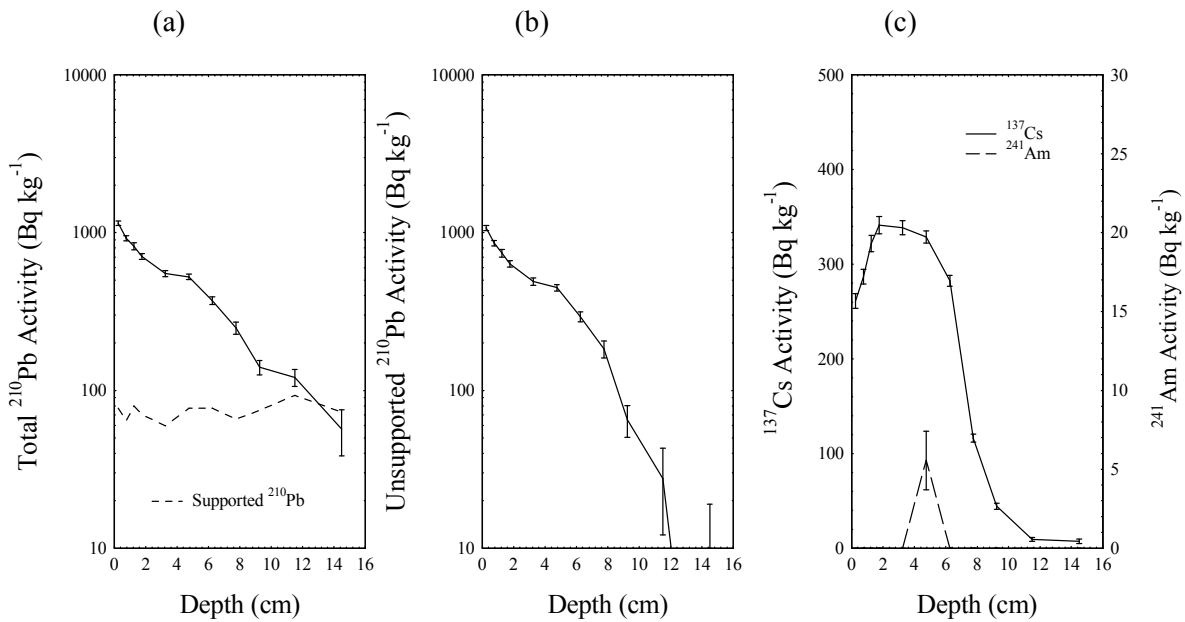 (a)
Total ²¹⁰Pb Activity (Bq kg⁻¹)
10000
1000
100
10
Supported ²¹⁰Pb
0 2 4 6 8 10 12 14 16
Depth (cm)
(b)
Unsupported ²¹⁰Pb Activity (Bq kg⁻¹)
10000
1000
100
10
0 2 4 6 8 10 12 14 16
Depth (cm)
(c)
¹³⁷Cs Activity (Bq kg⁻¹)
500
400
300
200
100
0
¹³⁷Cs
²⁴¹Am
30
25
20
15
10
5
0
²⁴¹Am Activity (Bq kg⁻¹)
0 2 4 6 8 10 12 14 16
Depth (cm)